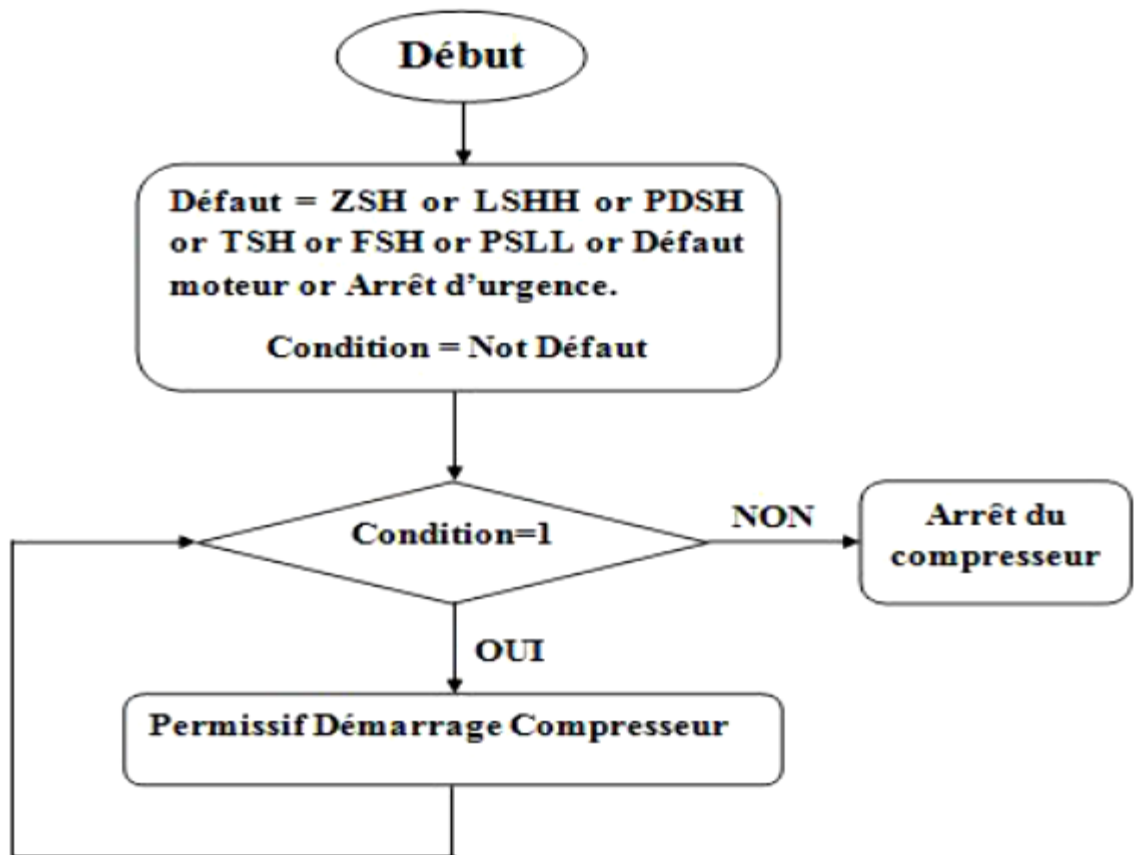 Début
Défaut = ZSH or LSHH or PDSH
or TSH or FSH or PSLL or Défaut
moteur or Arrêt d'urgence.
Condition = Not Défaut
Condition=1
NON
Arrêt du
compresseur
OUI
Permissif Démarrage Compresseur